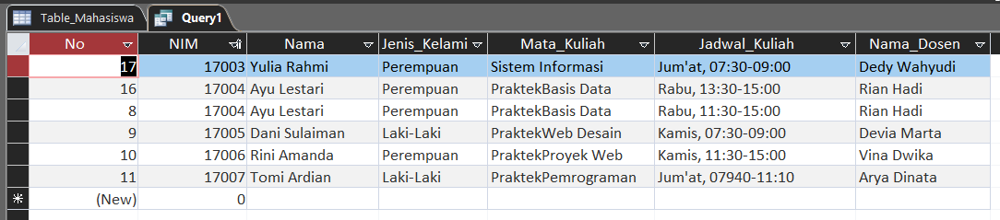 Table_Mahasiswa Query1
No NIM Nama Jenis_Kelami Mata_Kuliah Jadwal_Kuliah Nama_Dosen
17 17003 Yulia Rahmi Perempuan Sistem Informasi Jum'at, 07:30-09:00 Dedy Wahyudi
16 17004 Ayu Lestari Perempuan PraktekBasis Data Rabu, 13:30-15:00 Rian Hadi
8 17004 Ayu Lestari Perempuan PraktekBasis Data Rabu, 11:30-15:00 Rian Hadi
9 17005 Dani Sulaiman Laki-Laki PraktekWeb Desain Kamis, 07:30-09:00 Devia Marta
10 17006 Rini Amanda Perempuan PraktekProyek Web Kamis, 11:30-15:00 Vina Dwika
11 17007 Tomi Ardian Laki-Laki PraktekPemrograman Jum'at, 07940-11:10 Arya Dinata
(New) 0